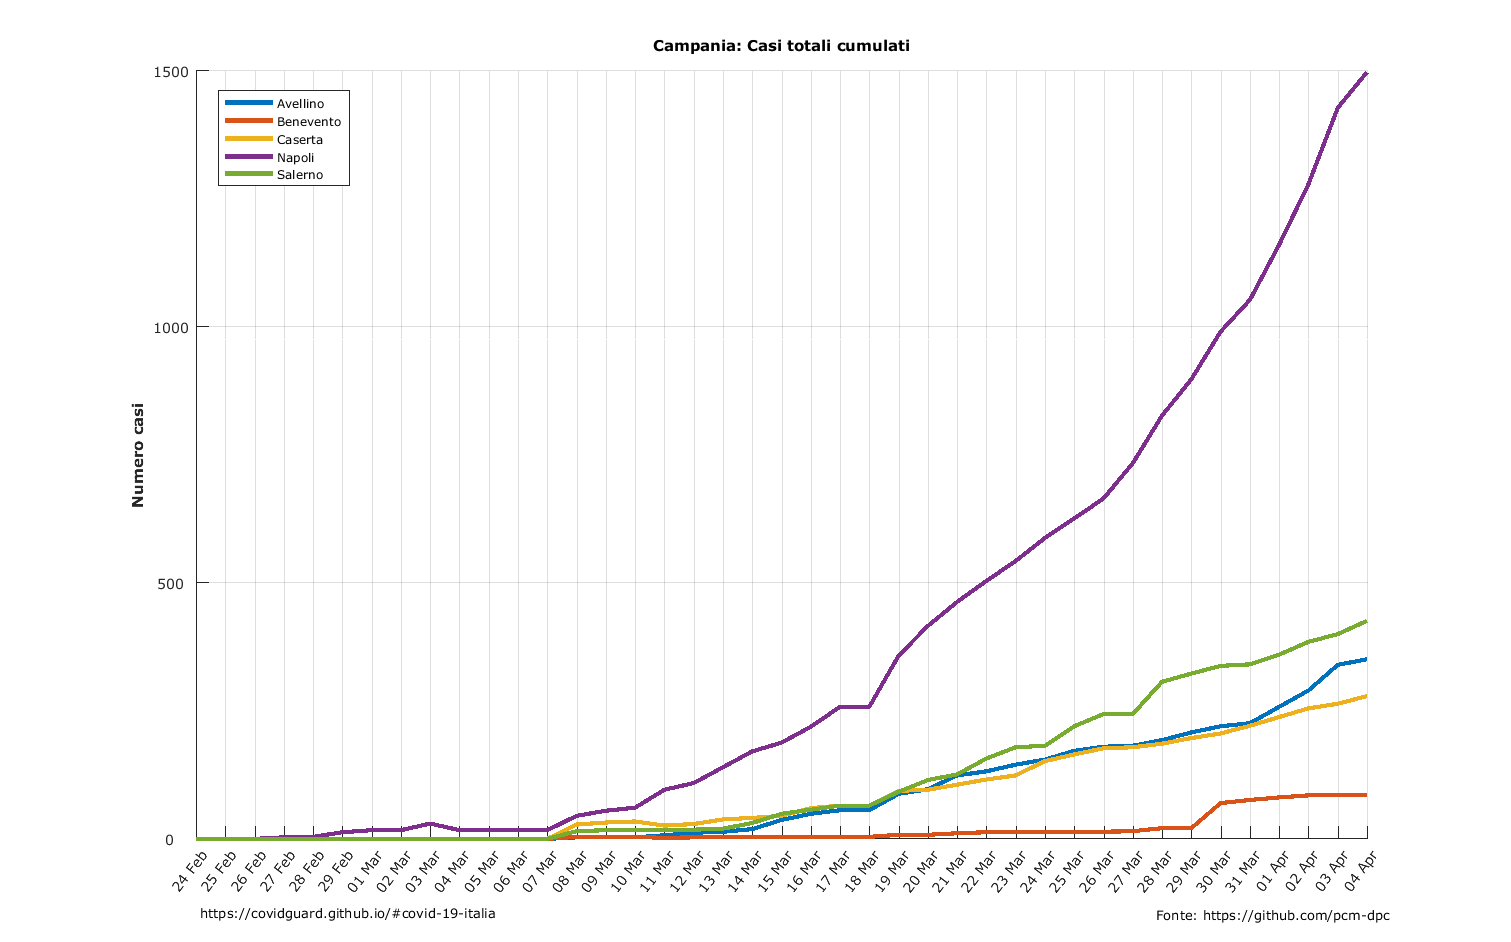 Campania: Casi totali cumulati
1500
1000
500
0
Numero casi
Avellino
Benevento
Caserta
Napoli
Salerno
24 Feb
25 Feb
26 Feb
27 Feb
28 Feb
29 Feb
01 Mar
02 Mar
03 Mar
04 Mar
05 Mar
06 Mar
07 Mar
08 Mar
09 Mar
10 Mar
11 Mar
12 Mar
13 Mar
14 Mar
15 Mar
16 Mar
17 Mar
18 Mar
19 Mar
20 Mar
21 Mar
22 Mar
23 Mar
24 Mar
25 Mar
26 Mar
27 Mar
28 Mar
29 Mar
30 Mar
31 Mar
01 Apr
02 Apr
03 Apr
04 Apr
https://covidguard.github.io/#covid-19-italia
Fonte: https://github.com/pcm-dpc